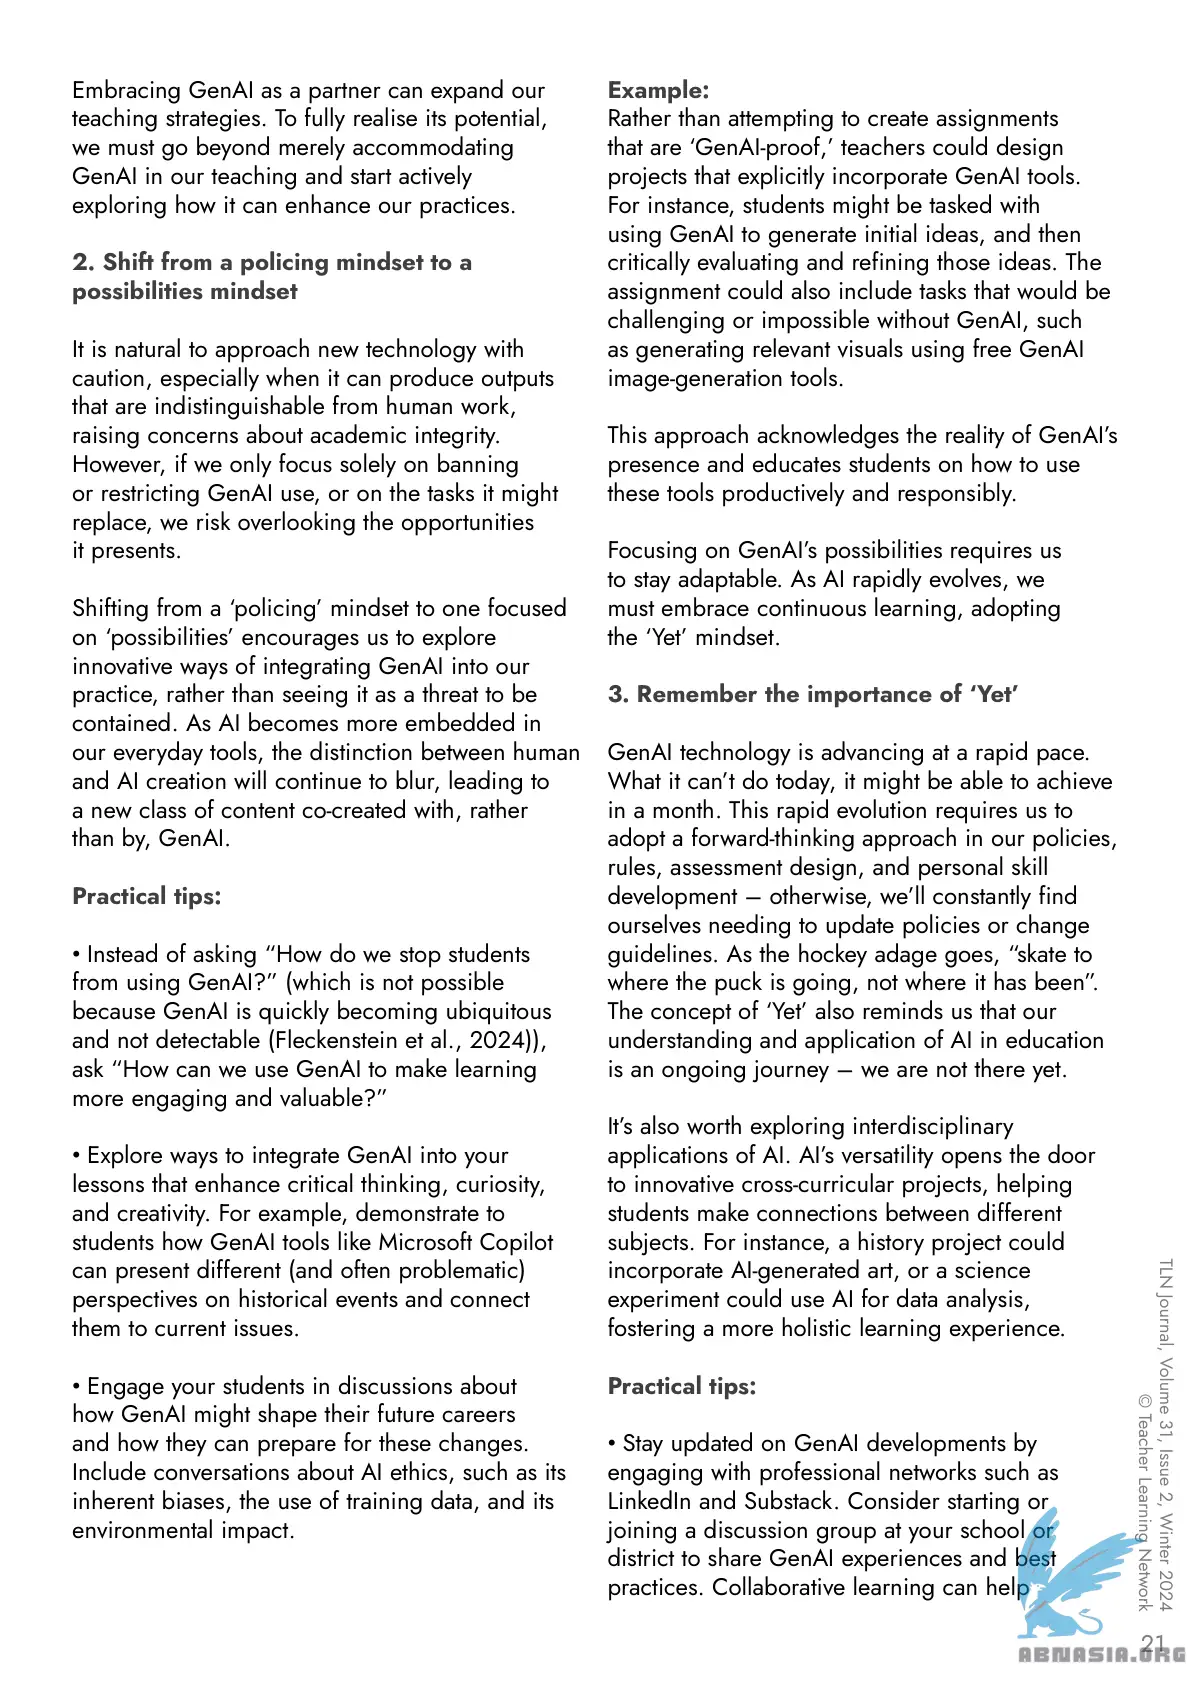 Embracing GenAI as a partner can expand our
teaching strategies. To fully realise its potential,
we must go beyond merely accommodating
GenAI in our teaching and start actively
exploring how it can enhance our practices.
2. Shift from a policing mindset to a
possibilities mindset
It is natural to approach new technology with
caution, especially when it can produce outputs
that are indistinguishable from human work,
raising concerns about academic integrity.
However, if we only focus solely on banning
or restricting GenAI use, or on the tasks it might
replace, we risk overlooking the opportunities
it presents.
Shifting from a ‘policing’ mindset to one focused
on ‘possibilities’ encourages us to explore
innovative ways of integrating GenAI into our
practice, rather than seeing it as a threat to be
contained. As AI becomes more embedded in
our everyday tools, the distinction between human
and AI creation will continue to blur, leading to
a new class of content co-created with, rather
than by, GenAI.
Practical tips:
• Instead of asking “How do we stop students
from using GenAI?” (which is not possible
because GenAI is quickly becoming ubiquitous
and not detectable (Fleckenstein et al., 2024)),
ask “How can we use GenAI to make learning
more engaging and valuable?”
• Explore ways to integrate GenAI into your
lessons that enhance critical thinking, curiosity,
and creativity. For example, demonstrate to
students how GenAI tools like Microsoft Copilot
can present different (and often problematic)
perspectives on historical events and connect
them to current issues.
• Engage your students in discussions about
how GenAI might shape their future careers
and how they can prepare for these changes.
Include conversations about AI ethics, such as its
inherent biases, the use of training data, and its
environmental impact.
Example:
Rather than attempting to create assignments
that are ‘GenAI-proof,’ teachers could design
projects that explicitly incorporate GenAI tools.
For instance, students might be tasked with
using GenAI to generate initial ideas, and then
critically evaluating and refining those ideas. The
assignment could also include tasks that would be
challenging or impossible without GenAI, such
as generating relevant visuals using free GenAI
image-generation tools.
This approach acknowledges the reality of GenAI’s
presence and educates students on how to use
these tools productively and responsibly.
Focusing on GenAI’s possibilities requires us
to stay adaptable. As AI rapidly evolves, we
must embrace continuous learning, adopting
the ‘Yet’ mindset.
3. Remember the importance of ‘Yet’
GenAI technology is advancing at a rapid pace.
What it can’t do today, it might be able to achieve
in a month. This rapid evolution requires us to
adopt a forward-thinking approach in our policies,
rules, assessment design, and personal skill
development – otherwise, we’ll constantly find
ourselves needing to update policies or change
guidelines. As the hockey adage goes, “skate to
where the puck is going, not where it has been”.
The concept of ‘Yet’ also reminds us that our
understanding and application of AI in education
is an ongoing journey – we are not there yet.
It’s also worth exploring interdisciplinary
applications of AI. AI’s versatility opens the door
to innovative cross-curricular projects, helping
students make connections between different
subjects. For instance, a history project could
incorporate AI-generated art, or a science
experiment could use AI for data analysis,
fostering a more holistic learning experience.
Practical tips:
• Stay updated on GenAI developments by
engaging with professional networks such as
LinkedIn and Substack. Consider starting or
joining a discussion group at your school or
district to share GenAI experiences and best
practices. Collaborative learning can help
TLN Journal, Volume 31, Issue 2, Winter 2024
© Teacher Learning Network
21
ABNASIA.ORG